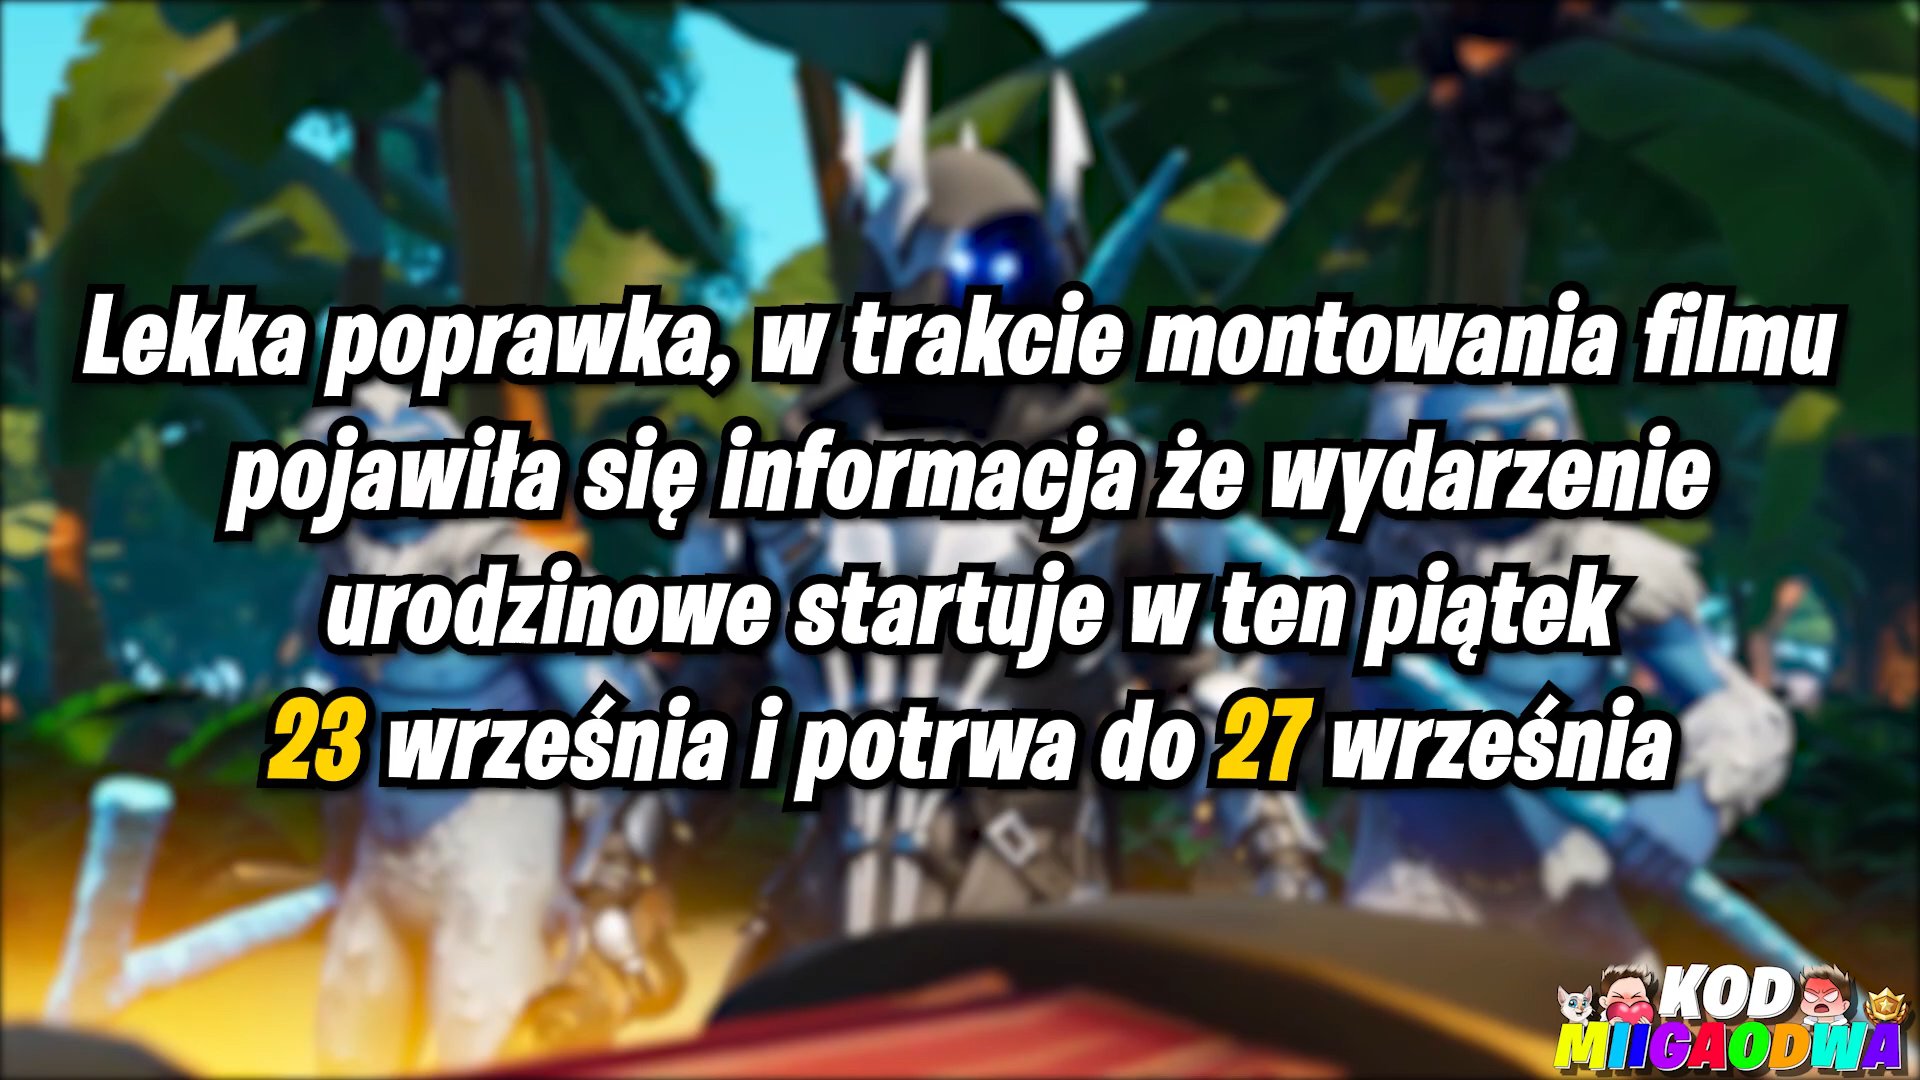 Lekka poprawka, w trakcie montowania filmu
pojawiła się informacja że wydarzenie
urodzinowe startuje w ten piątek
23 września i potrwa do 27 września
KOD
MIIGAODWA